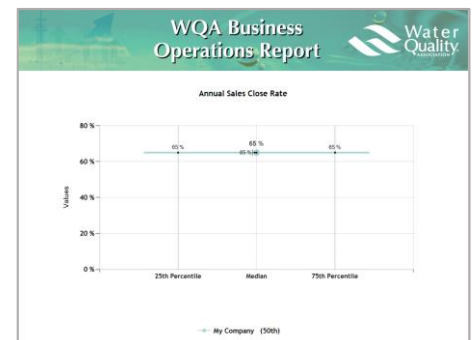 WQA Business
Operations Report
Water
Quality
ASSOCIATION
Annual Sales Close Rate
80 %
60 %
40 %
20 %
0 %
Values
65 %
65 %
65 %
65 %
25th Percentile
Median
75th Percentile
My Company (50th)